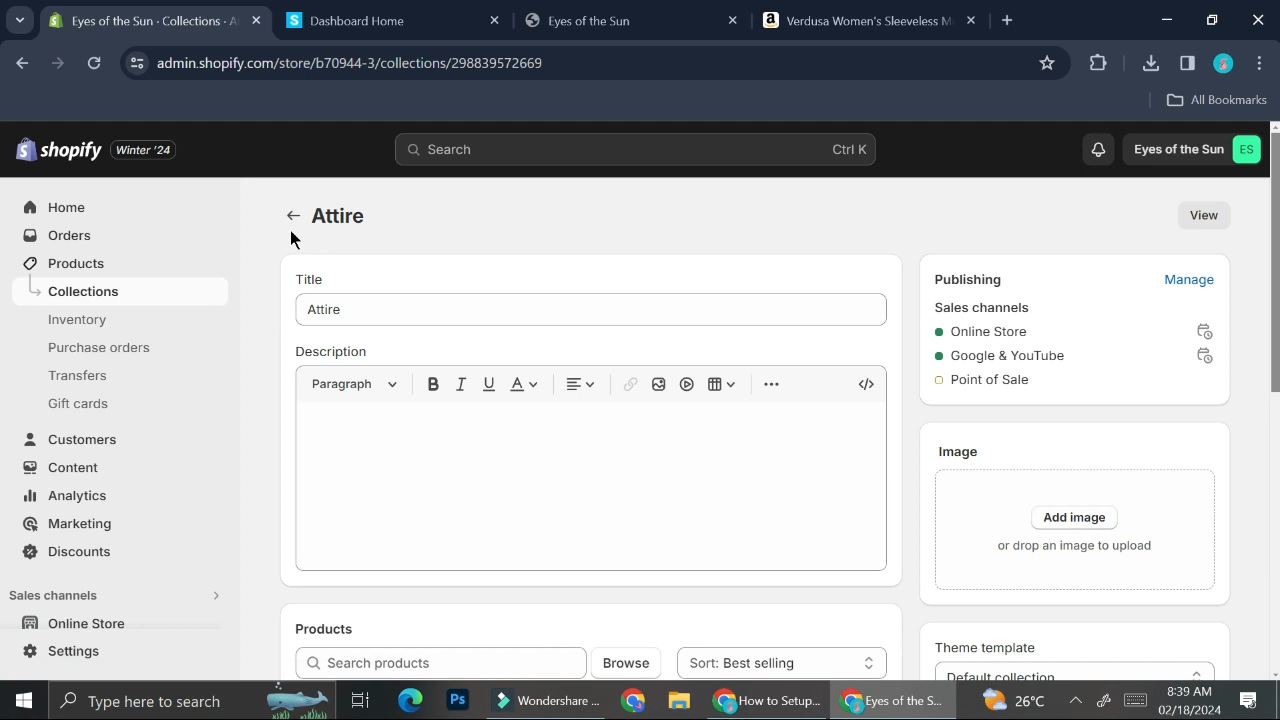 Eyes of the Sun · Collections · A
Dashboard Home
Eyes of the Sun
Verdusa Women's Sleeveless M
admin.shopify.com/store/b70944-3/collections/298839572669
All Bookmarks
shopify Winter '24
Search Ctrl K
Eyes of the Sun ES
Home
Orders
Products
Collections
Inventory
Purchase orders
Transfers
Gift cards
Customers
Content
Analytics
Marketing
Discounts
Sales channels
Online Store
Settings
Attire
View
Title
Attire
Description
Paragraph B I U A
Products
Search products Browse Sort: Best selling
Publishing Manage
Sales channels
Online Store
Google & YouTube
Point of Sale
Image
Add image
or drop an image to upload
Theme template
Default collection
Type here to search
Ps
Wondershare ...
How to Setup...
Eyes of the S...
26°C
8:39 AM
02/18/2024